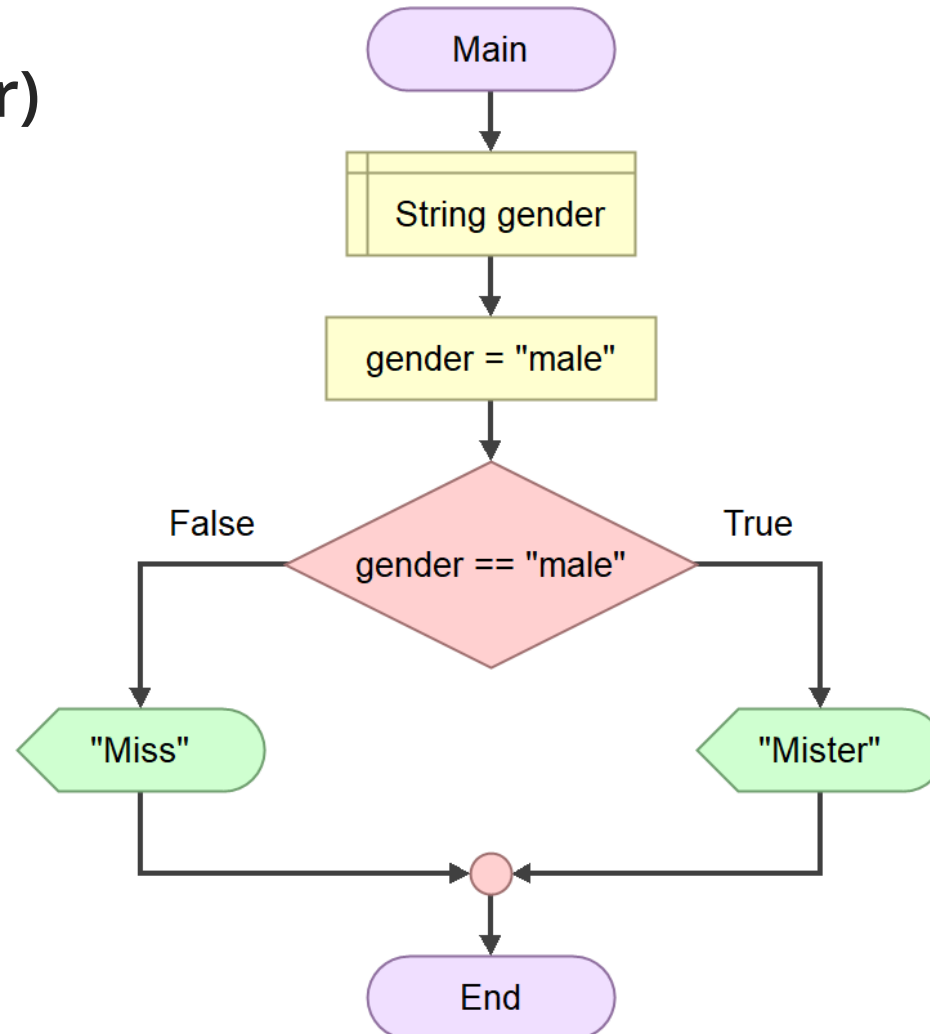 Main
r)
String gender
gender = "male"
False
True
gender == "male"
"Miss"
"Mister"
End